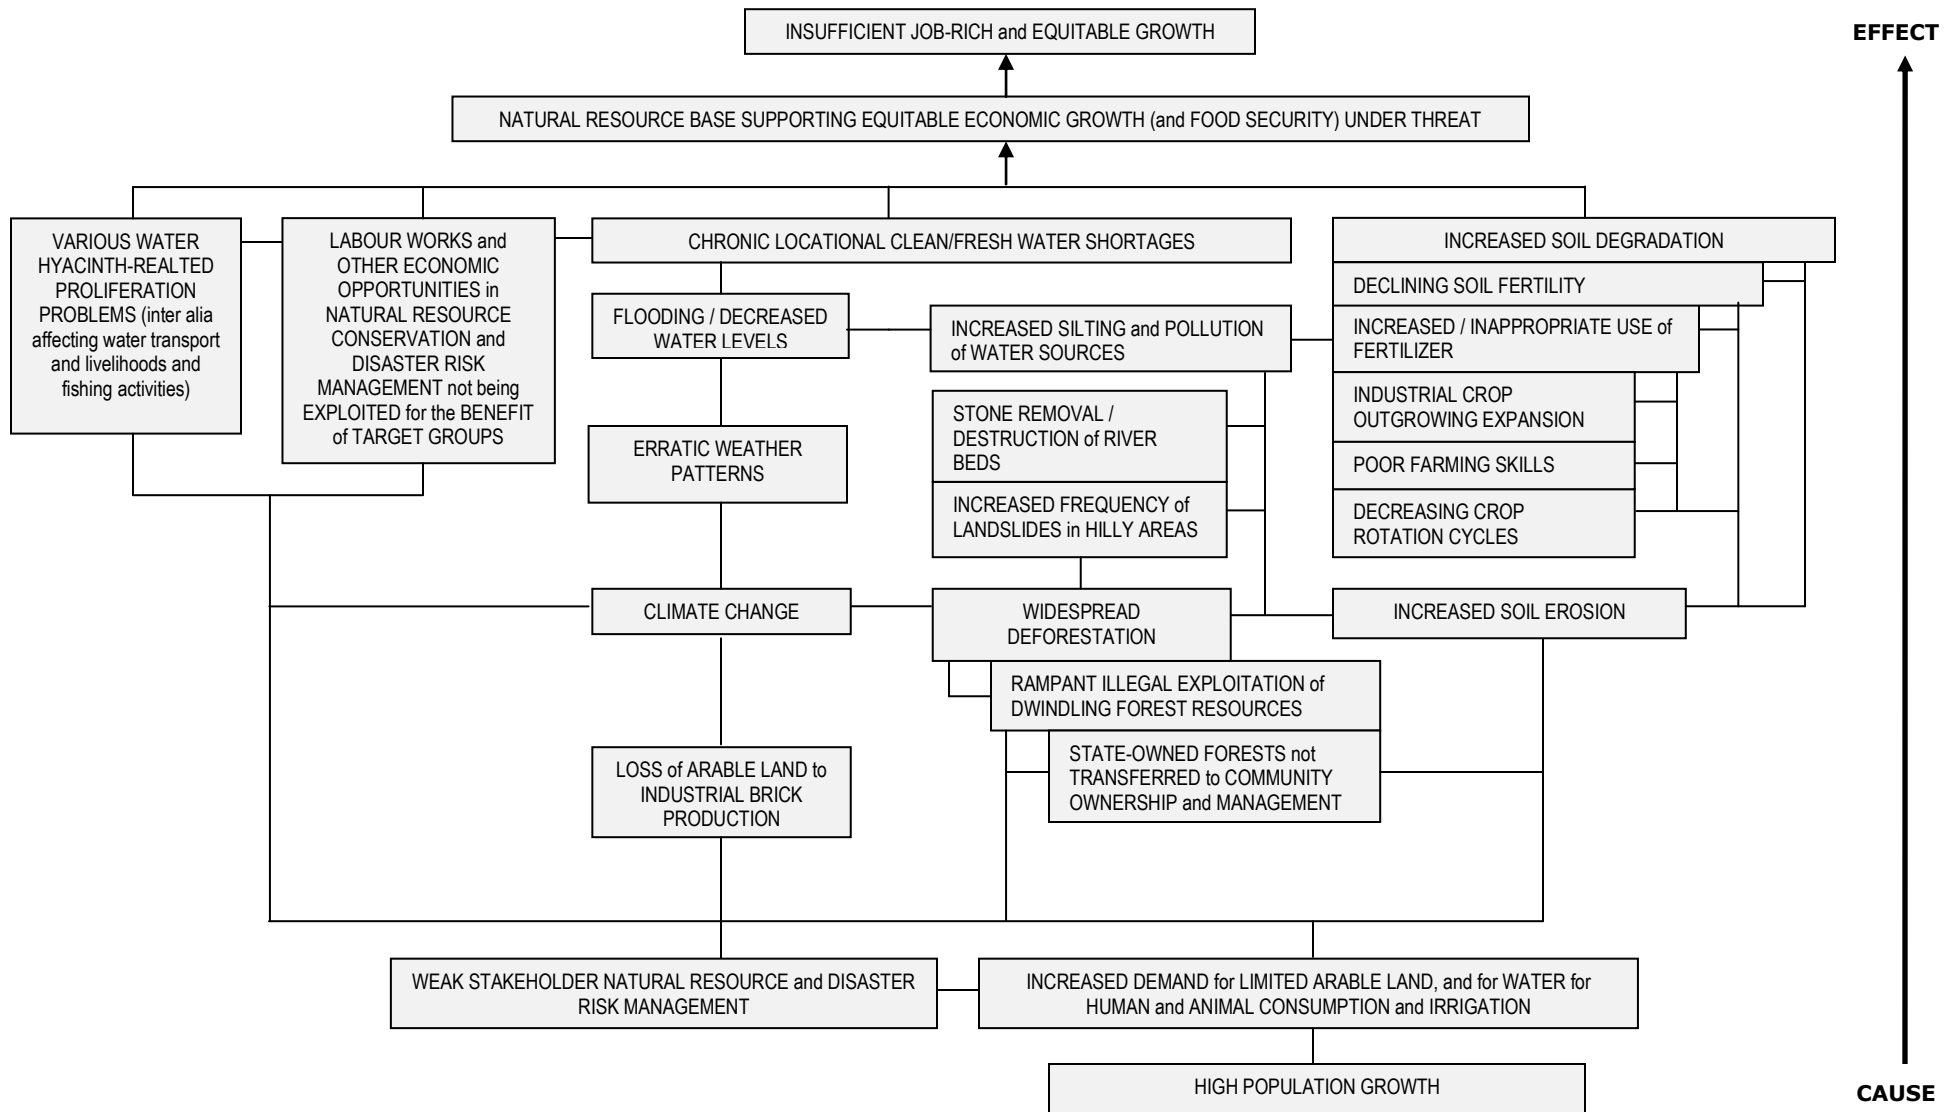 INSUFFICIENT JOB-RICH and EQUITABLE GROWTH
EFFECT
NATURAL RESOURCE BASE SUPPORTING EQUITABLE ECONOMIC GROWTH (and FOOD SECURITY) UNDER THREAT
VARIOUS WATER
HYACINTH-REALTED
PROLIFERATION
PROBLEMS (inter alia
affecting water transport
and livelihoods and
fishing activities)
LABOUR WORKS and
OTHER ECONOMIC
OPPORTUNITIES in
NATURAL RESOURCE
CONSERVATION and
DISASTER RISK
MANAGEMENT not being
EXPLOITED for the BENEFIT
of TARGET GROUPS
CHRONIC LOCATIONAL CLEAN/FRESH WATER SHORTAGES
FLOODING / DECREASED
WATER LEVELS
ERRATIC WEATHER
PATTERNS
INCREASED SILTING and POLLUTION
of WATER SOURCES
STONE REMOVAL /
DESTRUCTION of RIVER
BEDS
INCREASED FREQUENCY of
LANDSLIDES in HILLY AREAS
INCREASED SOIL DEGRADATION
DECLINING SOIL FERTILITY
INCREASED / INAPPROPRIATE USE of
FERTILIZER
INDUSTRIAL CROP
OUTGROWING EXPANSION
POOR FARMING SKILLS
DECREASING CROP
ROTATION CYCLES
CLIMATE CHANGE
WIDESPREAD
DEFORESTATION
INCREASED SOIL EROSION
RAMPANT ILLEGAL EXPLOITATION of
DWINDLING FOREST RESOURCES
STATE-OWNED FORESTS not
TRANSFERRED to COMMUNITY
OWNERSHIP and MANAGEMENT
LOSS of ARABLE LAND to
INDUSTRIAL BRICK
PRODUCTION
WEAK STAKEHOLDER NATURAL RESOURCE and DISASTER
RISK MANAGEMENT
INCREASED DEMAND for LIMITED ARABLE LAND, and for WATER for
HUMAN and ANIMAL CONSUMPTION and IRRIGATION
HIGH POPULATION GROWTH
CAUSE